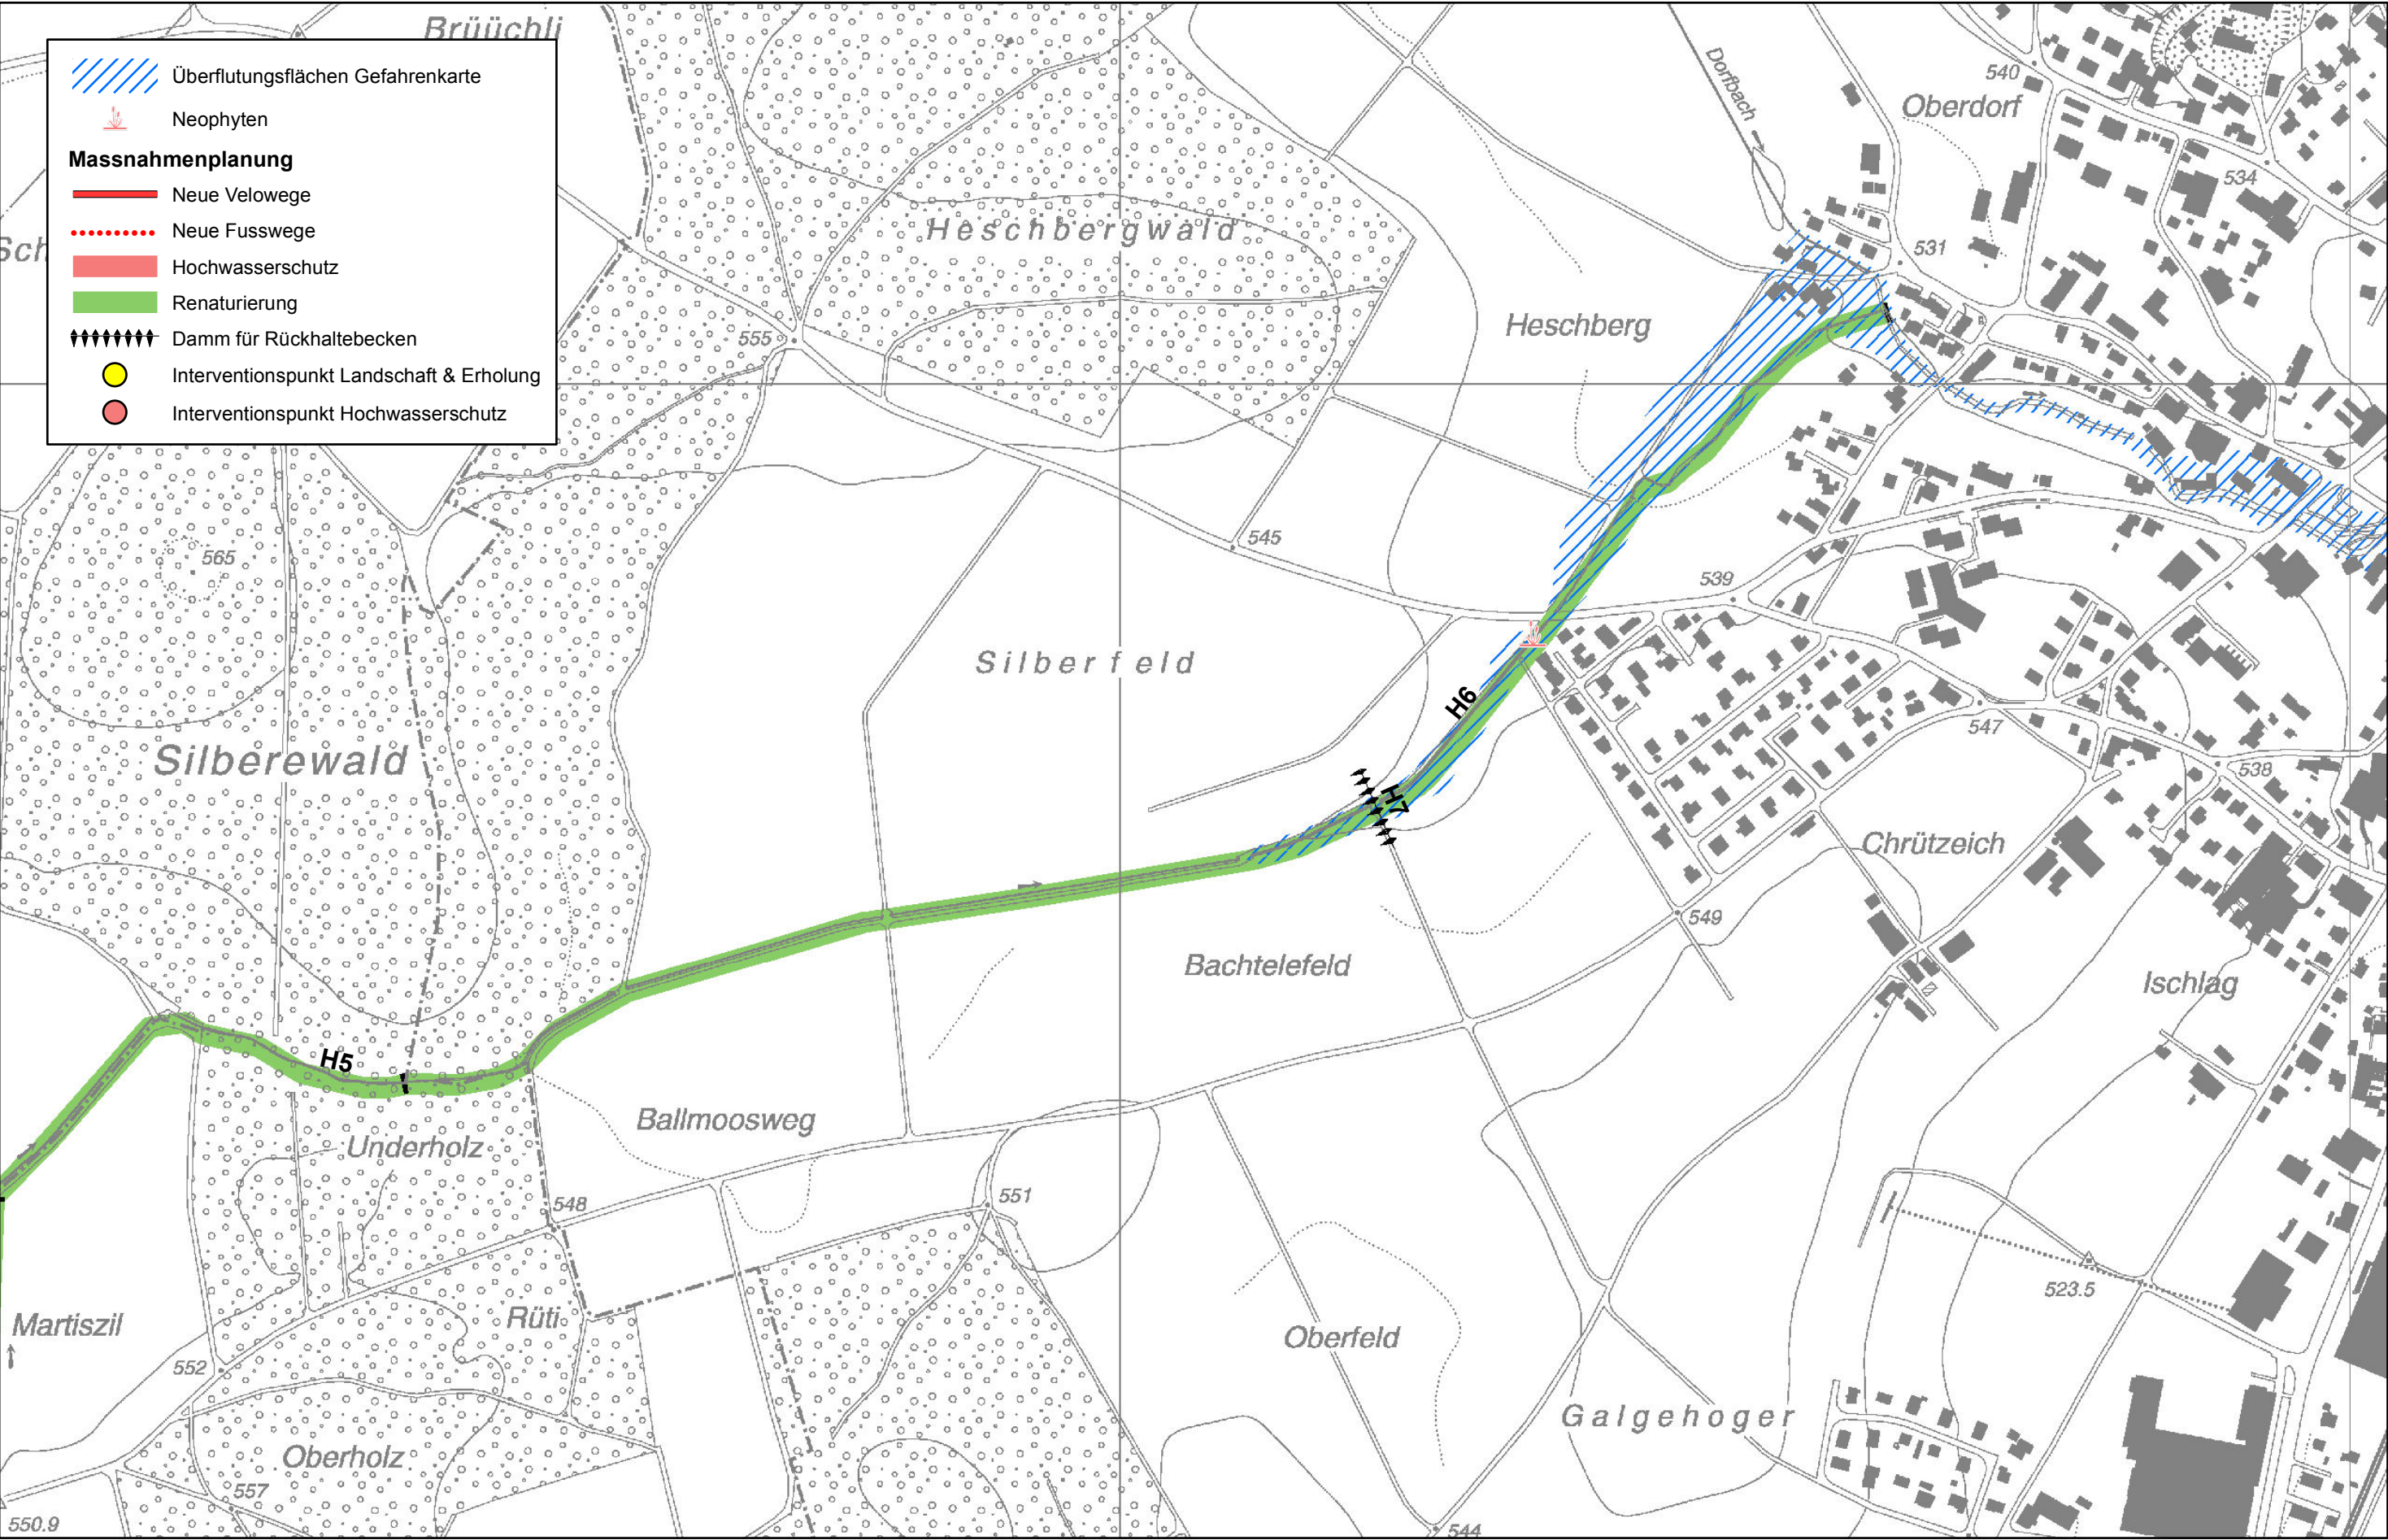 Brüüchli
Überflutungsflächen Gefahrenkarte
Neophyten
Massnahmenplanung
Neue Velowege
Neue Fusswege
Hochwasserschutz
Renaturierung
Damm für Rückhaltebecken
Interventionspunkt Landschaft & Erholung
Interventionspunkt Hochwasserschutz
Sch
Dorfbach
540
Oberdorf
534
531
Heschbergwald
Heschberg
555
565
545
539
Silberfeld
H6
Silberewald
547
538
H7
Chrützeich
549
Bachtelefeld
Ischlag
H5
Ballmoosweg
Underholz
548
551
523.5
Martiszil
Rüti
Oberfeld
552
Galgehoger
Oberholz
557
550.9
544